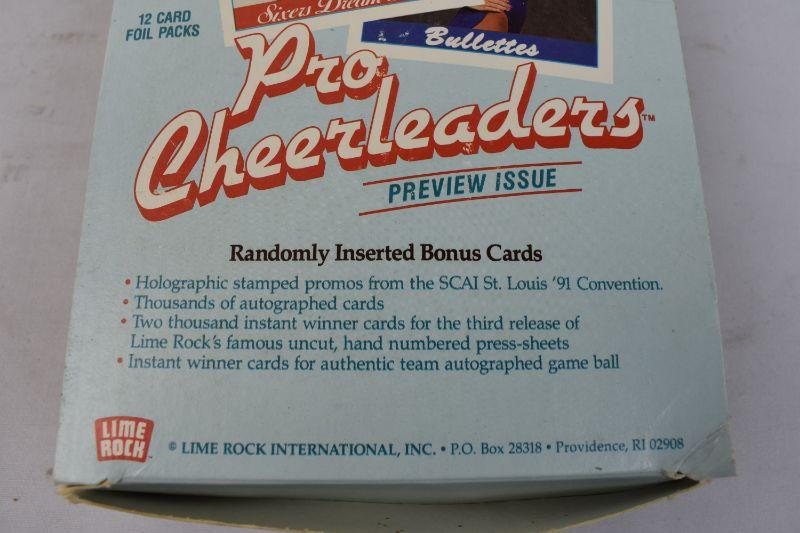 12 CARD
FOIL PACKS
Sixers Dream
Bullettes
Pro
Cheerleaders™
PREVIEW ISSUE
Randomly Inserted Bonus Cards
• Holographic stamped promos from the SCAI St. Louis '91 Convention.
• Thousands of autographed cards
• Two thousand instant winner cards for the third release of
Lime Rock's famous uncut, hand numbered press-sheets
• Instant winner cards for authentic team autographed game ball
LIME
ROCK
© LIME ROCK INTERNATIONAL, INC. • P.O. Box 28318 • Providence, RI 02908